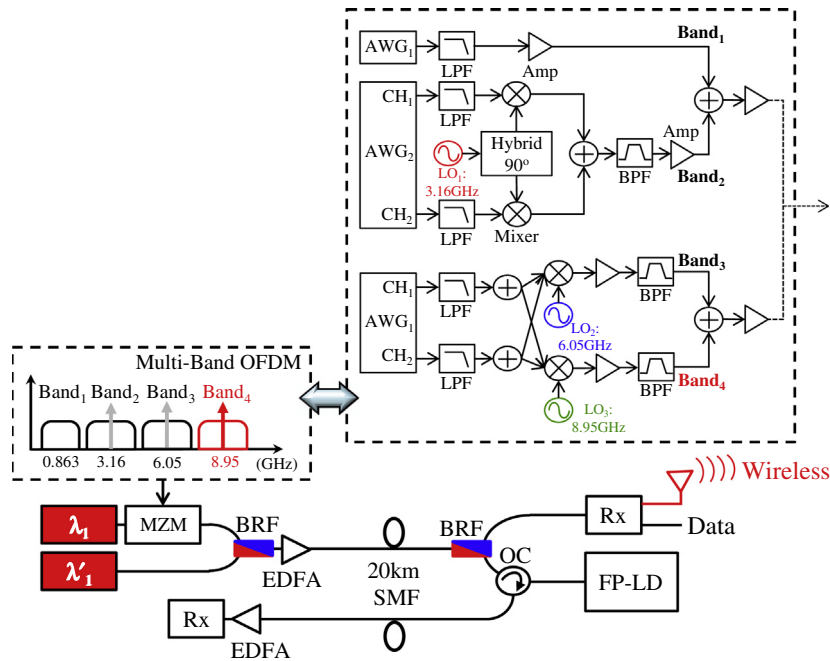 Band1
AWG1
LPF
Amp
CH1
LPF
AWG2
LO1:
3.16GHz
Hybrid
90°
Amp
BPF
Band2
CH2
LPF
Mixer
CH1
LPF
Band3
BPF
AWG1
LO2:
6.05GHz
CH2
LPF
BPF
Band4
LO3:
8.95GHz
Multi-Band OFDM
Band1 Band2 Band3 Band4
0.863 3.16 6.05 8.95 (GHz)
Wireless
λ1
MZM
BRF
BRF
Rx
Data
λ'1
EDFA
20km
SMF
OC
FP-LD
Rx
EDFA